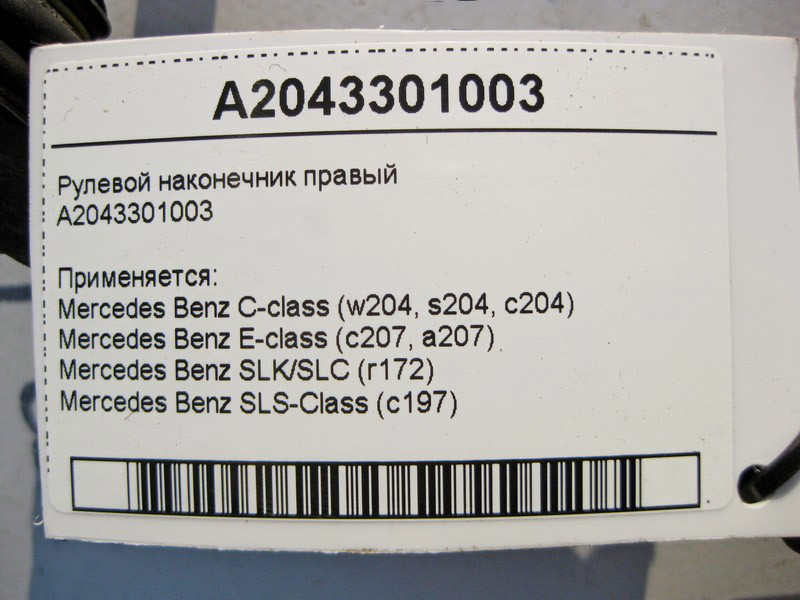 A2043301003
Рулевой наконечник правый
A2043301003
Применяется:
Mercedes Benz C-class (w204, s204, c204)
Mercedes Benz E-class (c207, a207)
Mercedes Benz SLK/SLC (r172)
Mercedes Benz SLS-Class (c197)